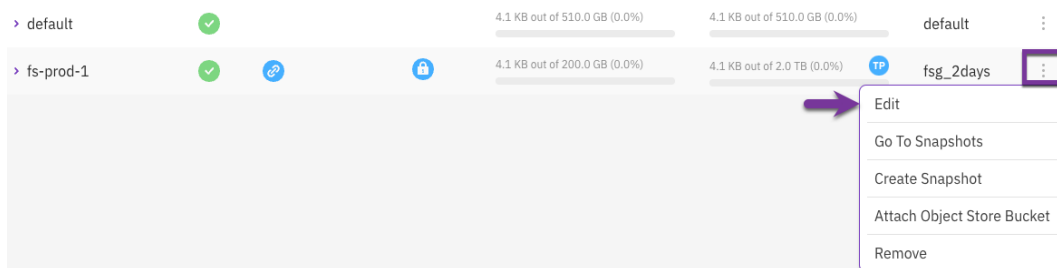 default 4.1 KB out of 510.0 GB (0.0%) 4.1 KB out of 510.0 GB (0.0%) default
fs-prod-1 4.1 KB out of 200.0 GB (0.0%) 4.1 KB out of 2.0 TB (0.0%) TP fsg_2days
Edit
Go To Snapshots
Create Snapshot
Attach Object Store Bucket
Remove